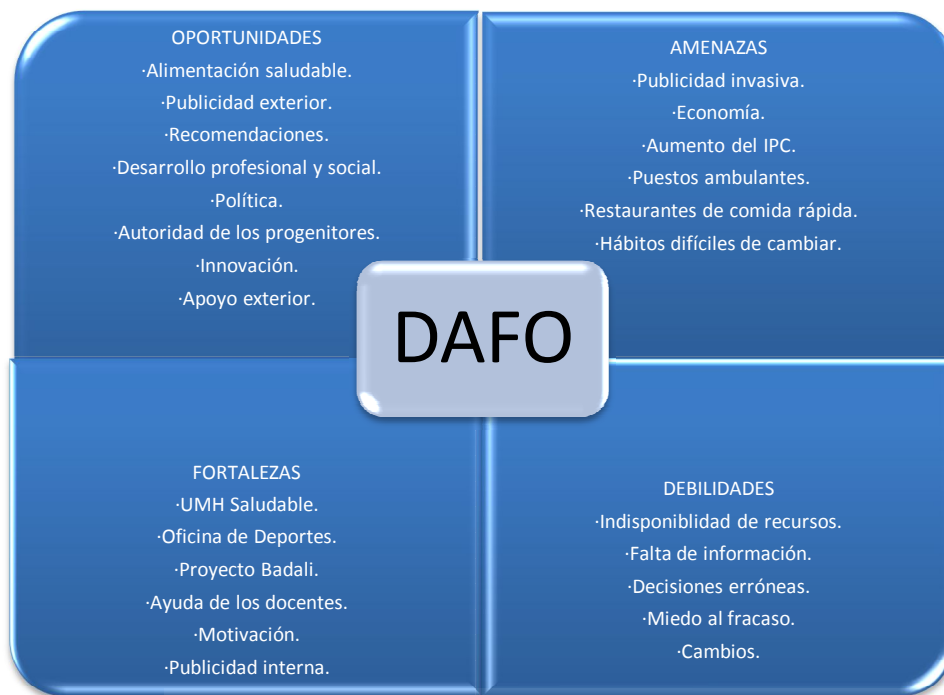 OPORTUNIDADES
·Alimentación saludable.
·Publicidad exterior.
·Recomendaciones.
·Desarrollo profesional y social.
·Política.
·Autoridad de los progenitores.
·Innovación.
·Apoyo exterior.
AMENAZAS
·Publicidad invasiva.
·Economía.
·Aumento del IPC.
·Puestos ambulantes.
·Restaurantes de comida rápida.
·Hábitos difíciles de cambiar.
DAFO
FORTALEZAS
·UMH Saludable.
·Oficina de Deportes.
·Proyecto Badali.
·Ayuda de los docentes.
·Motivación.
·Publicidad interna.
DEBILIDADES
·Indisponiblidad de recursos.
·Falta de información.
·Decisiones erróneas.
·Miedo al fracaso.
·Cambios.